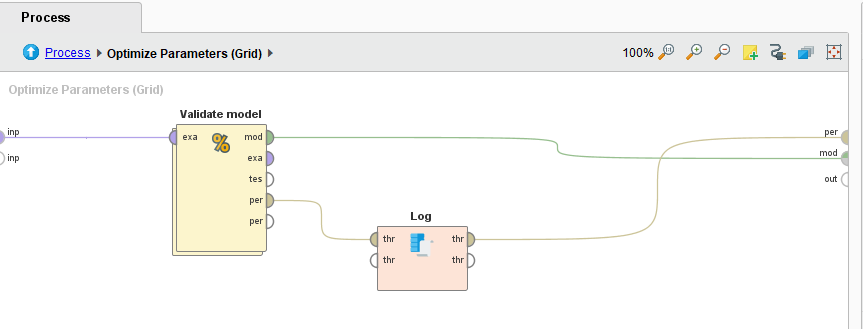 Process
Process Optimize Parameters (Grid) 100%
Optimize Parameters (Grid)
Validate model
inp exa mod per
inp exa mod
tes out
per
per
Log
thr thr
thr thr